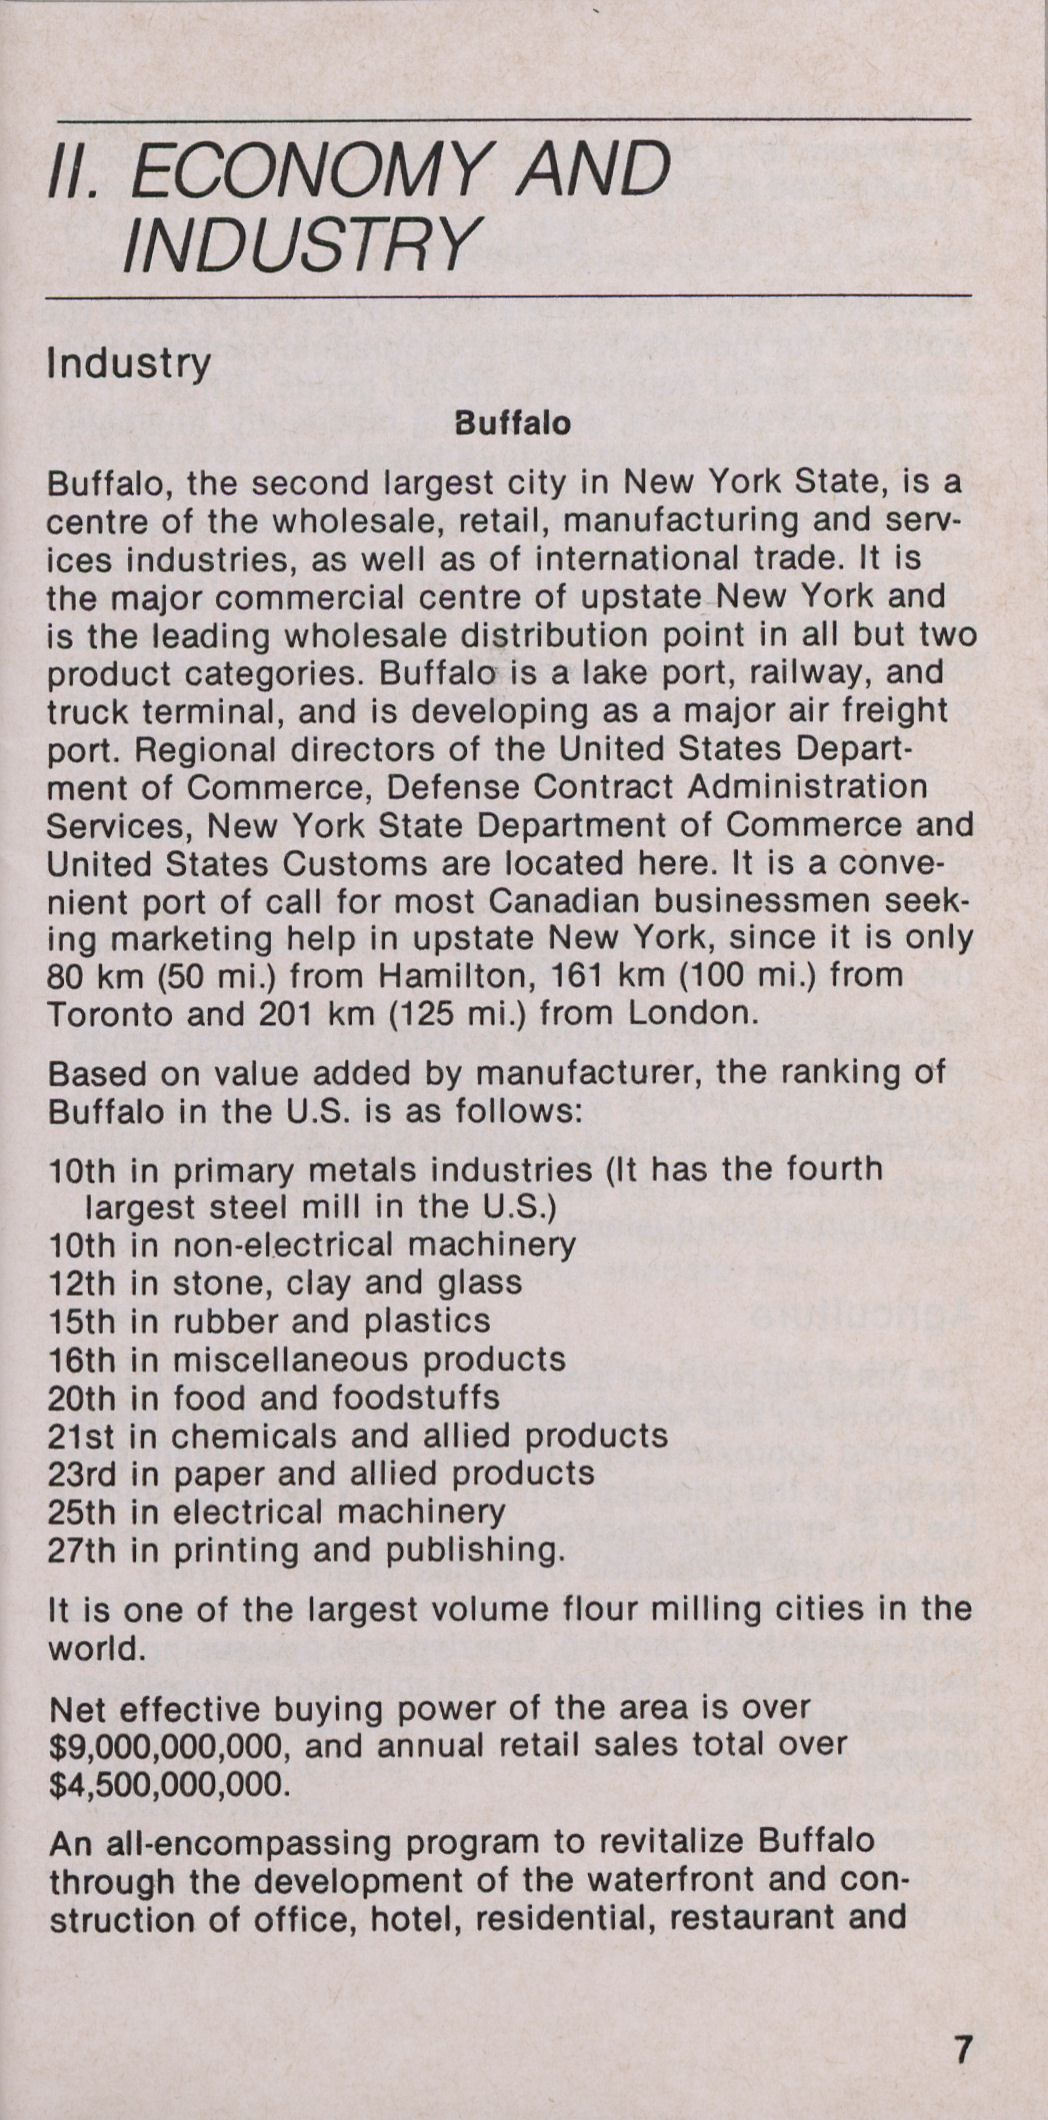 II. ECONOMY AND
INDUSTRY
Industry
Buffalo
Buffalo, the second largest city in New York State, is a
centre of the wholesale, retail, manufacturing and serv-
ices industries, as well as of international trade. It is
the major commercial centre of upstate New York and
is the leading wholesale distribution point in all but two
product categories. Buffalo is a lake port, railway, and
truck terminal, and is developing as a major air freight
port. Regional directors of the United States Depart-
ment of Commerce, Defense Contract Administration
Services, New York State Department of Commerce and
United States Customs are located here. It is a conve-
nient port of call for most Canadian businessmen seek-
ing marketing help in upstate New York, since it is only
80 km (50 mi.) from Hamilton, 161 km (100 mi.) from
Toronto and 201 km (125 mi.) from London.
Based on value added by manufacturer, the ranking of
Buffalo in the U.S. is as follows:
10th in primary metals industries (It has the fourth
largest steel mill in the U.S.)
10th in non-electrical machinery
12th in stone, clay and glass
15th in rubber and plastics
16th in miscellaneous products
20th in food and foodstuffs
21st in chemicals and allied products
23rd in paper and allied products
25th in electrical machinery
27th in printing and publishing.
It is one of the largest volume flour milling cities in the
world.
Net effective buying power of the area is over
$9,000,000,000, and annual retail sales total over
$4,500,000,000.
An all-encompassing program to revitalize Buffalo
through the development of the waterfront and con-
struction of office, hotel, residential, restaurant and
7